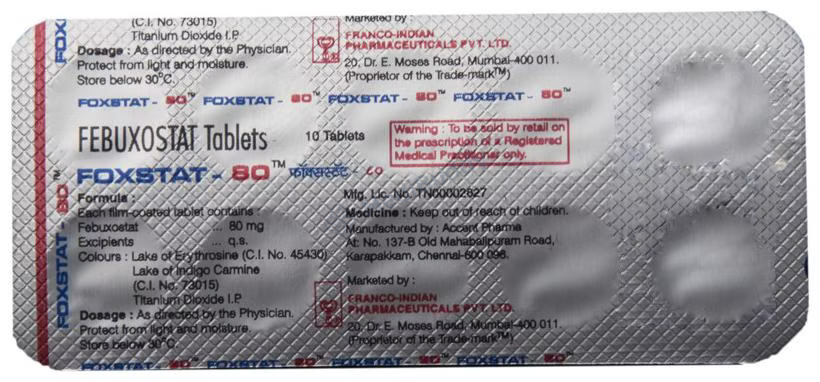 (C.I. No. 73015)
Titanium Dioxide I.P
Dosage : As directed by the Physician.
Protect from light and moisture.
Store below 30°C.
Marketed by
FRANCO-INDIAN
PHARMACEUTICALS PVT. LTD.
20, Dr. E. Moses Road, Mumbai-400 011.
(Proprietor of the Trade-mark™)
FOXSTAT - 80™ FOXSTAT - 80™ FOXSTAT - 80™ FOXSTAT - 80™
FEBUXOSTAT Tablets 10 Tablets
Warning : To be sold by retail on
the prescription of a Registered
Medical Practitioner only.
FOXSTAT - 80™ फॉक्सस्टॅट - ८०
Formula :
Each film-coated tablet contains :
Febuxostat ... 80 mg
Excipients ... q.s.
Colours : Lake of Erythrosine (C.I. No. 45430)
Lake of Indigo Carmine
(C.I. No. 73015)
Titanium Dioxide I.P
Dosage : As directed by the Physician.
Protect from light and moisture.
Store below 30°C.
Mfg. Lic. No. TN00002627
Medicine : Keep out of reach of children.
Manufactured by : Accent Pharma
At: No. 137-B Old Mahabalipuram Road,
Karapakkam, Chennai-600 096.
Marketed by :
FRANCO-INDIAN
PHARMACEUTICALS PVT. LTD.
20, Dr. E. Moses Road, Mumbai-400 011.
(Proprietor of the Trade-mark™)
FOXSTAT - 80™ FOXSTAT - 80™ FOXSTAT - 80™ FOXSTAT - 80™
FOXSTAT - 80™
FOX